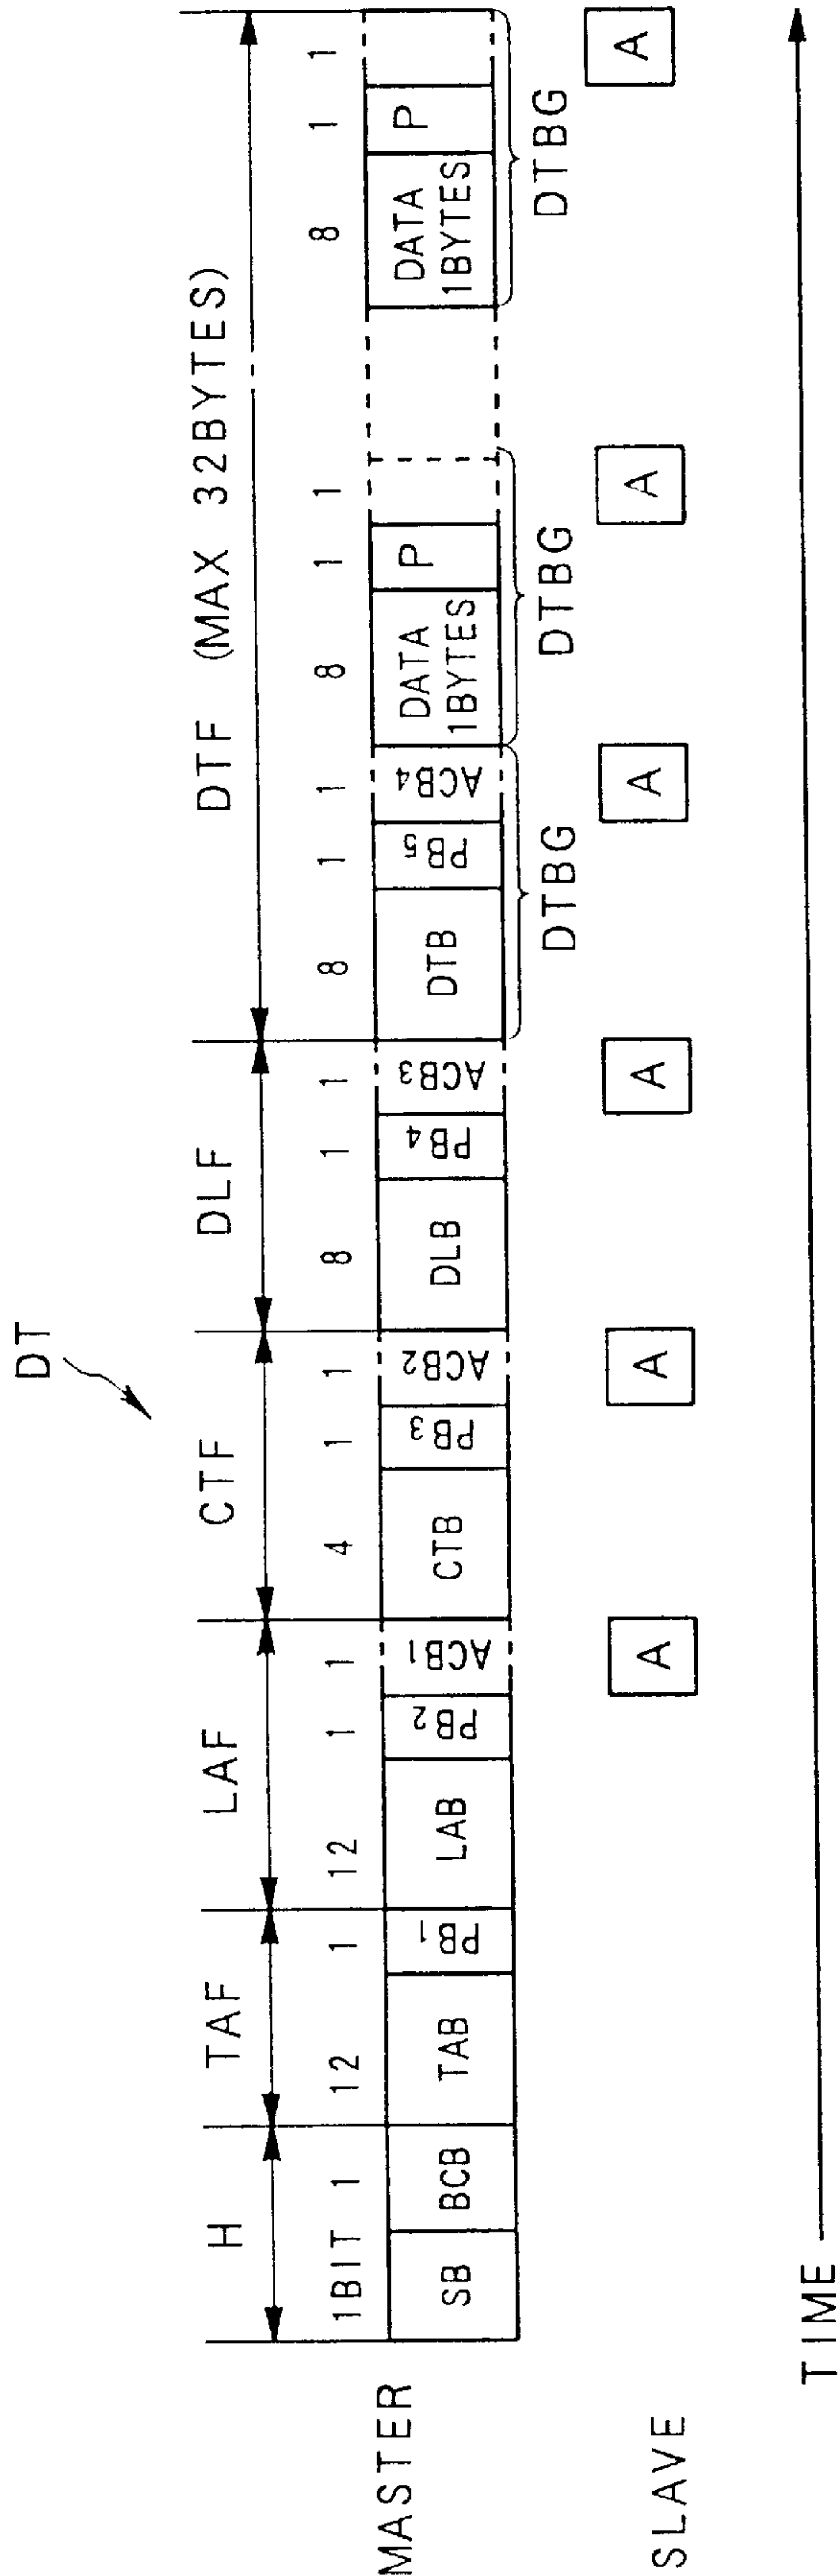 DT
H TAF LAF CTF DLF DTF (MAX 32BYTES)
1BIT 1 12 1 12 1 1 4 1 1 8 1 1 8 1 1 8 1 1 8 1 1
MASTER SB BCB TAB PB1 LAB PB2 ACB1 CTB PB3 ACB2 DLB PB4 ACB3 DTB PB5 ACB4 DATA 1BYTES P DATA 1BYTES P
DTBG DTBG DTBG
SLAVE A A A A A A
TIME